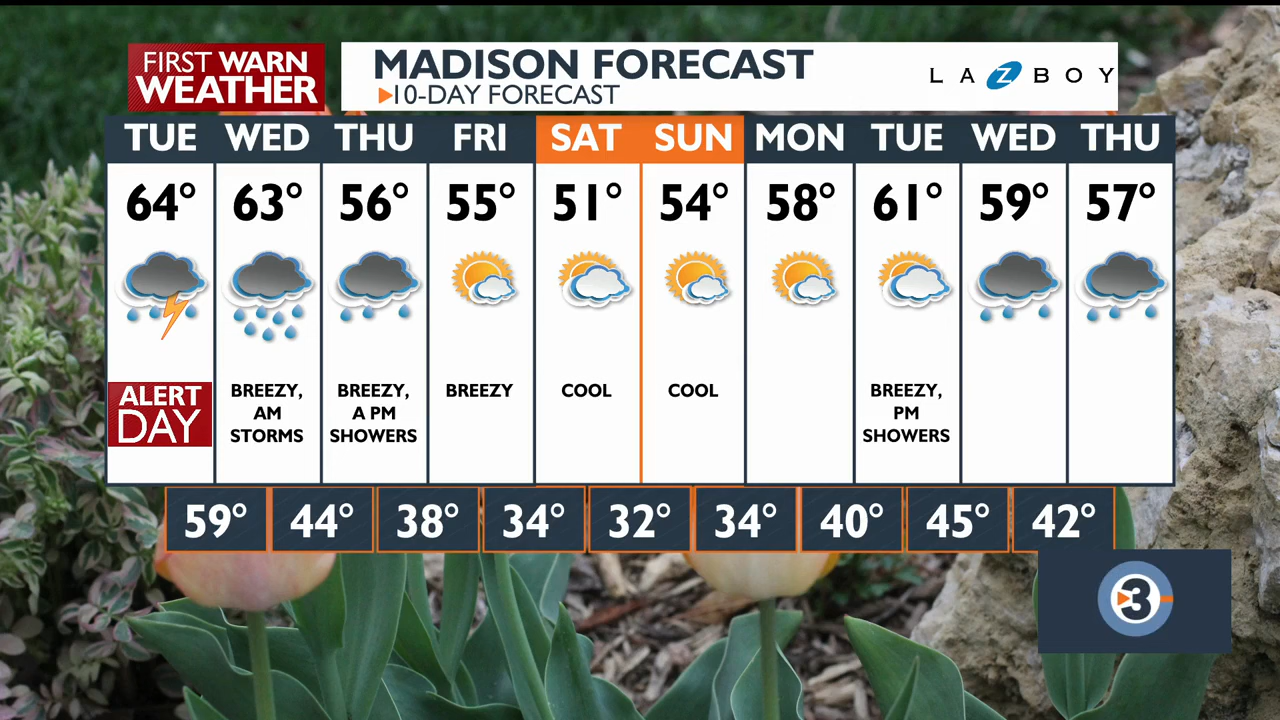 FIRST WARN
WEATHER
MADISON FORECAST
10-DAY FORECAST
LA Z BOY
TUE WED THU FRI SAT SUN MON TUE WED THU
64° 63° 56° 55° 51° 54° 58° 61° 59° 57°
ALERT
DAY
BREEZY,
AM
STORMS
BREEZY,
A PM
SHOWERS
BREEZY
COOL
COOL
BREEZY,
PM
SHOWERS
59° 44° 38° 34° 32° 34° 40° 45° 42°
3